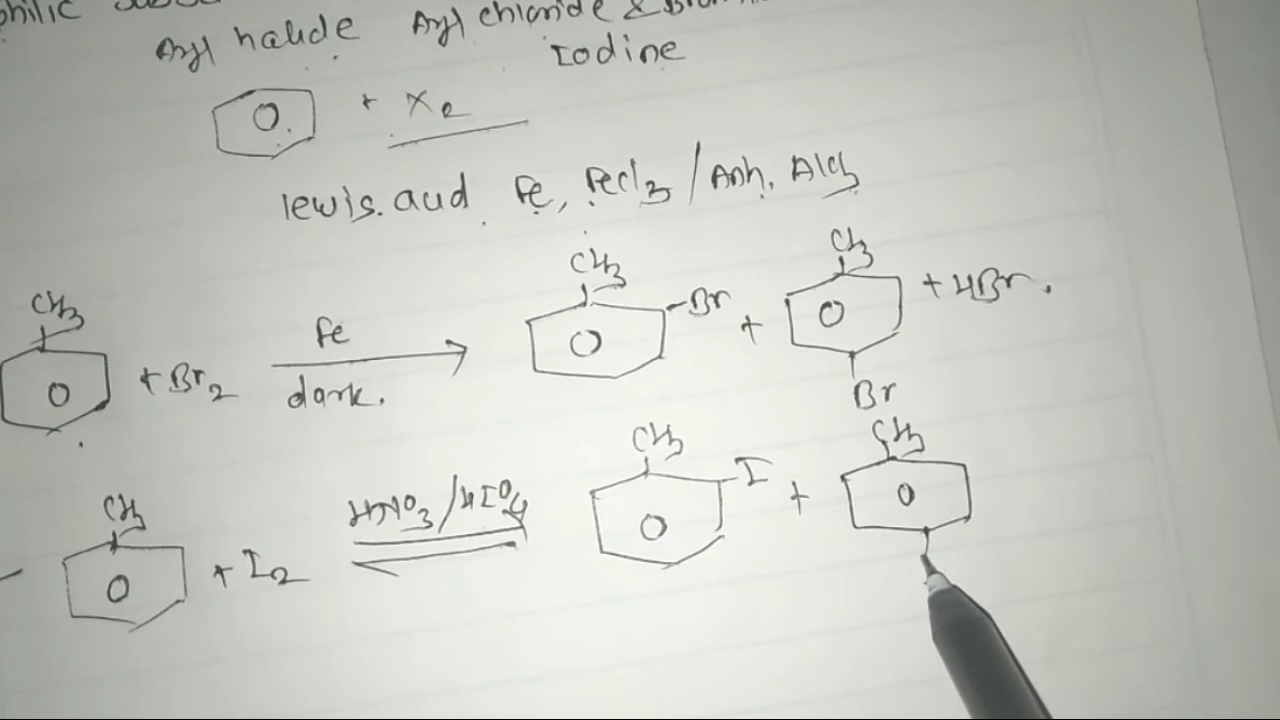 philic
Aryl halide Aryl chloride &
Iodine
+ X2
lewis. acid Fe, FeCl3 / Anh. AlCl3
CH3 CH3 CH3
+ Br2 Fe dark. -Br + Br + HBr.
CH3 CH3 CH3
+ I2 HNO3/HIO4 -I +